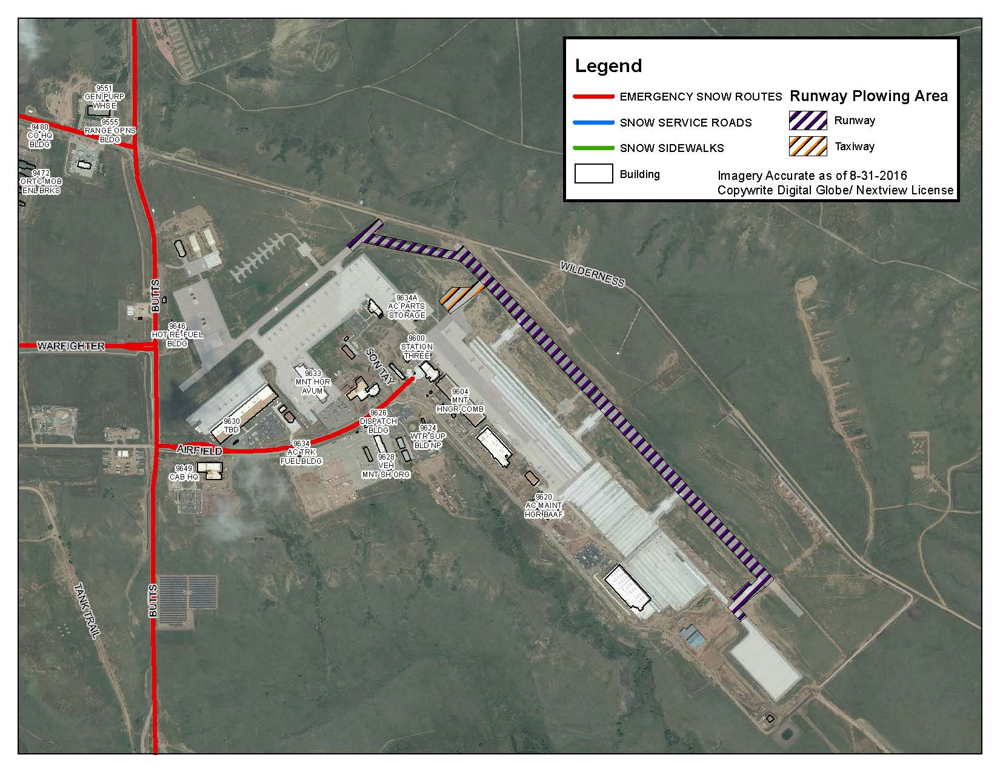 Legend
EMERGENCY SNOW ROUTES
SNOW SERVICE ROADS
SNOW SIDEWALKS
Building
Runway Plowing Area
Runway
Taxiway
Imagery Accurate as of 8-31-2016
Copywrite Digital Globe/ Nextview License
9551
GEN PURP
WHSE
9555
RANGE OPNS
BLDG
9480
CO HQ
BLDG
9472
ORTC-MOB
ENL BRKS
WILDERNESS
BUTTS
9634A
AC PARTS
STORAGE
9646
HOT RE-FUEL
BLDG
WARFIGHTER
9600
STATION
THREE
SON TAY
9633
MNT HGR
AVUM
9604
MNT
HNGR COMB
9630
TBD
9626
DISPATCH
BLDG
9624
WTR SUP
BLD NP
AIRFIELD
9634
AC TRK
FUEL BLDG
9628
VEH
MNT SH ORG
9649
CAB HQ
9620
AC MAINT
HGR BAAF
BUTTS
TANK TRAIL